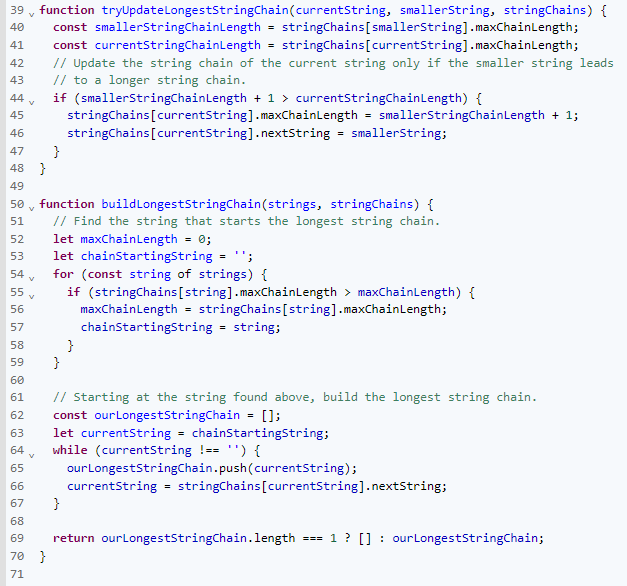 39 function tryUpdateLongestStringChain(currentString, smallerString, stringChains) {
40   const smallerStringChainLength = stringChains[smallerString].maxChainLength;
41   const currentStringChainLength = stringChains[currentString].maxChainLength;
42   // Update the string chain of the current string only if the smaller string leads
43   // to a longer string chain.
44   if (smallerStringChainLength + 1 > currentStringChainLength) {
45     stringChains[currentString].maxChainLength = smallerStringChainLength + 1;
46     stringChains[currentString].nextString = smallerString;
47   }
48 }
49
50 function buildLongestStringChain(strings, stringChains) {
51   // Find the string that starts the longest string chain.
52   let maxChainLength = 0;
53   let chainStartingString = '';
54   for (const string of strings) {
55     if (stringChains[string].maxChainLength > maxChainLength) {
56       maxChainLength = stringChains[string].maxChainLength;
57       chainStartingString = string;
58     }
59   }
60
61   // Starting at the string found above, build the longest string chain.
62   const ourLongestStringChain = [];
63   let currentString = chainStartingString;
64   while (currentString !== '') {
65     ourLongestStringChain.push(currentString);
66     currentString = stringChains[currentString].nextString;
67   }
68
69   return ourLongestStringChain.length === 1 ? [] : ourLongestStringChain;
70 }
71